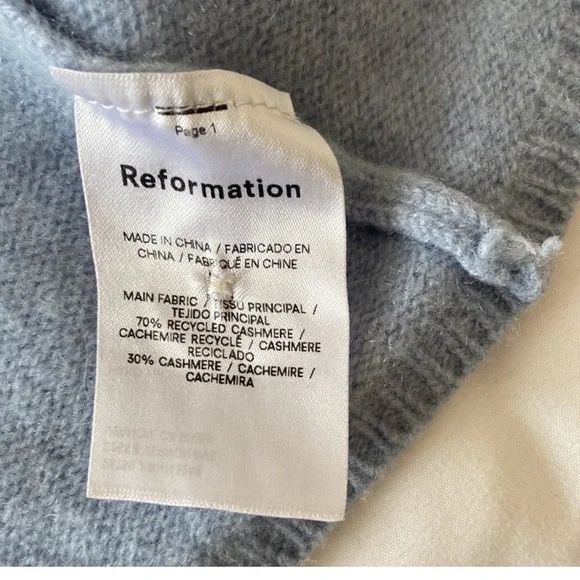 Page 1
Reformation
MADE IN CHINA / FABRICADO EN
CHINA / FABRIQUÉ EN CHINE
MAIN FABRIC / TISSU PRINCIPAL /
TEJIDO PRINCIPAL
70% RECYCLED CASHMERE /
CACHEMIRE RECYCLÉ / CASHMERE
RECICLADO
30% CASHMERE / CACHEMIRE /
CACHEMIRA